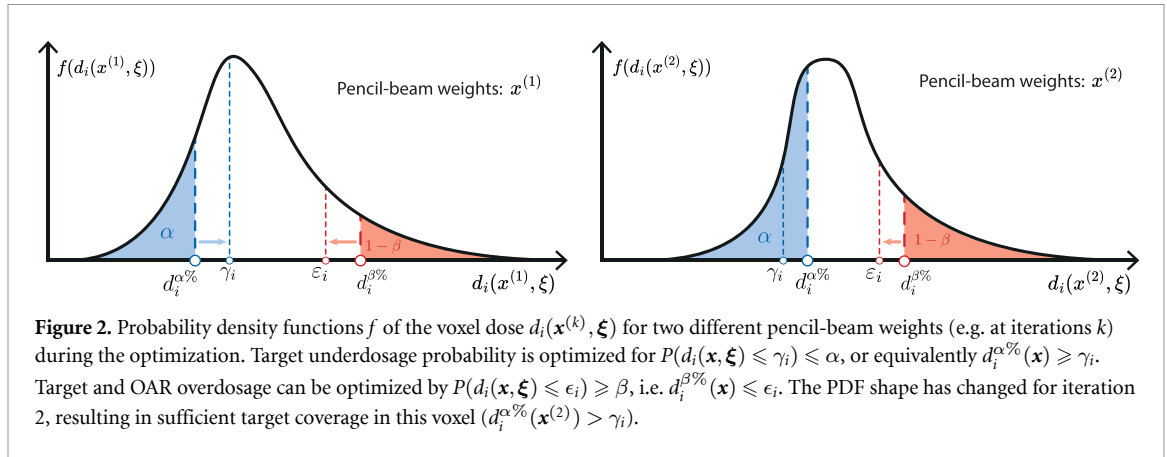 f(d_i(x^{(1)}, ξ))
Pencil-beam weights: x^{(1)}
α
1 − β
d_i^{α%}
γ_i
ε_i
d_i^{β%}
d_i(x^{(1)}, ξ)
f(d_i(x^{(2)}, ξ))
Pencil-beam weights: x^{(2)}
α
1 − β
γ_i
d_i^{α%}
ε_i
d_i^{β%}
d_i(x^{(2)}, ξ)
Figure 2. Probability density functions f of the voxel dose d_i(x^{(k)}, ξ) for two different pencil-beam weights (e.g. at iterations k)
during the optimization. Target underdosage probability is optimized for P(d_i(x, ξ) ⩽ γ_i) ⩽ α, or equivalently d_i^{α%}(x) ⩾ γ_i.
Target and OAR overdosage can be optimized by P(d_i(x, ξ) ⩽ ϵ_i) ⩾ β, i.e. d_i^{β%}(x) ⩽ ϵ_i. The PDF shape has changed for iteration
2, resulting in sufficient target coverage in this voxel (d_i^{α%}(x^{(2)}) > γ_i).